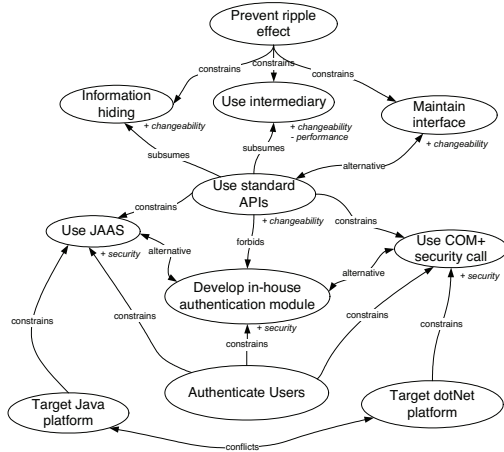 Prevent ripple
effect
constrains
constrains
constrains
Information
hiding
+ changeability
Use intermediary
+ changeability
- performance
Maintain
interface
+ changeability
subsumes
subsumes
alternative
Use standard
APIs
+ changeability
constrains
constrains
forbids
Use JAAS
+ security
alternative
Use COM+
security call
+ security
alternative
Develop in-house
authentication module
+ security
constrains
constrains
constrains
constrains
constrains
Authenticate Users
Target Java
platform
Target dotNet
platform
conflicts